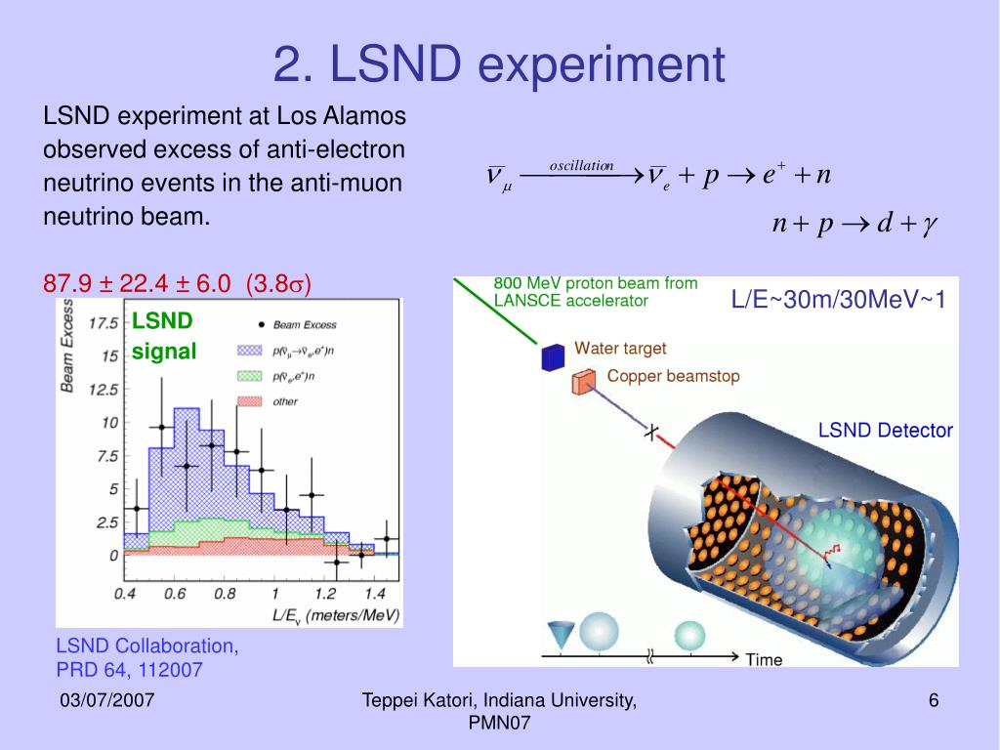 2. LSND experiment
LSND experiment at Los Alamos
observed excess of anti-electron
neutrino events in the anti-muon
neutrino beam.
ν̅μ —oscillation→ ν̅e + p → e⁺ + n
n + p → d + γ
87.9 ± 22.4 ± 6.0 (3.8σ)
Beam Excess
17.5
15
12.5
10
7.5
5
2.5
0
LSND
signal
Beam Excess
p(ν̅μ→ν̅e,e⁺)n
p(ν̅e,e⁺)n
other
0.4 0.6 0.8 1 1.2 1.4
L/Eν (meters/MeV)
800 MeV proton beam from
LANSCE accelerator
L/E~30m/30MeV~1
Water target
Copper beamstop
LSND Detector
Time
LSND Collaboration,
PRD 64, 112007
03/07/2007
Teppei Katori, Indiana University,
PMN07
6